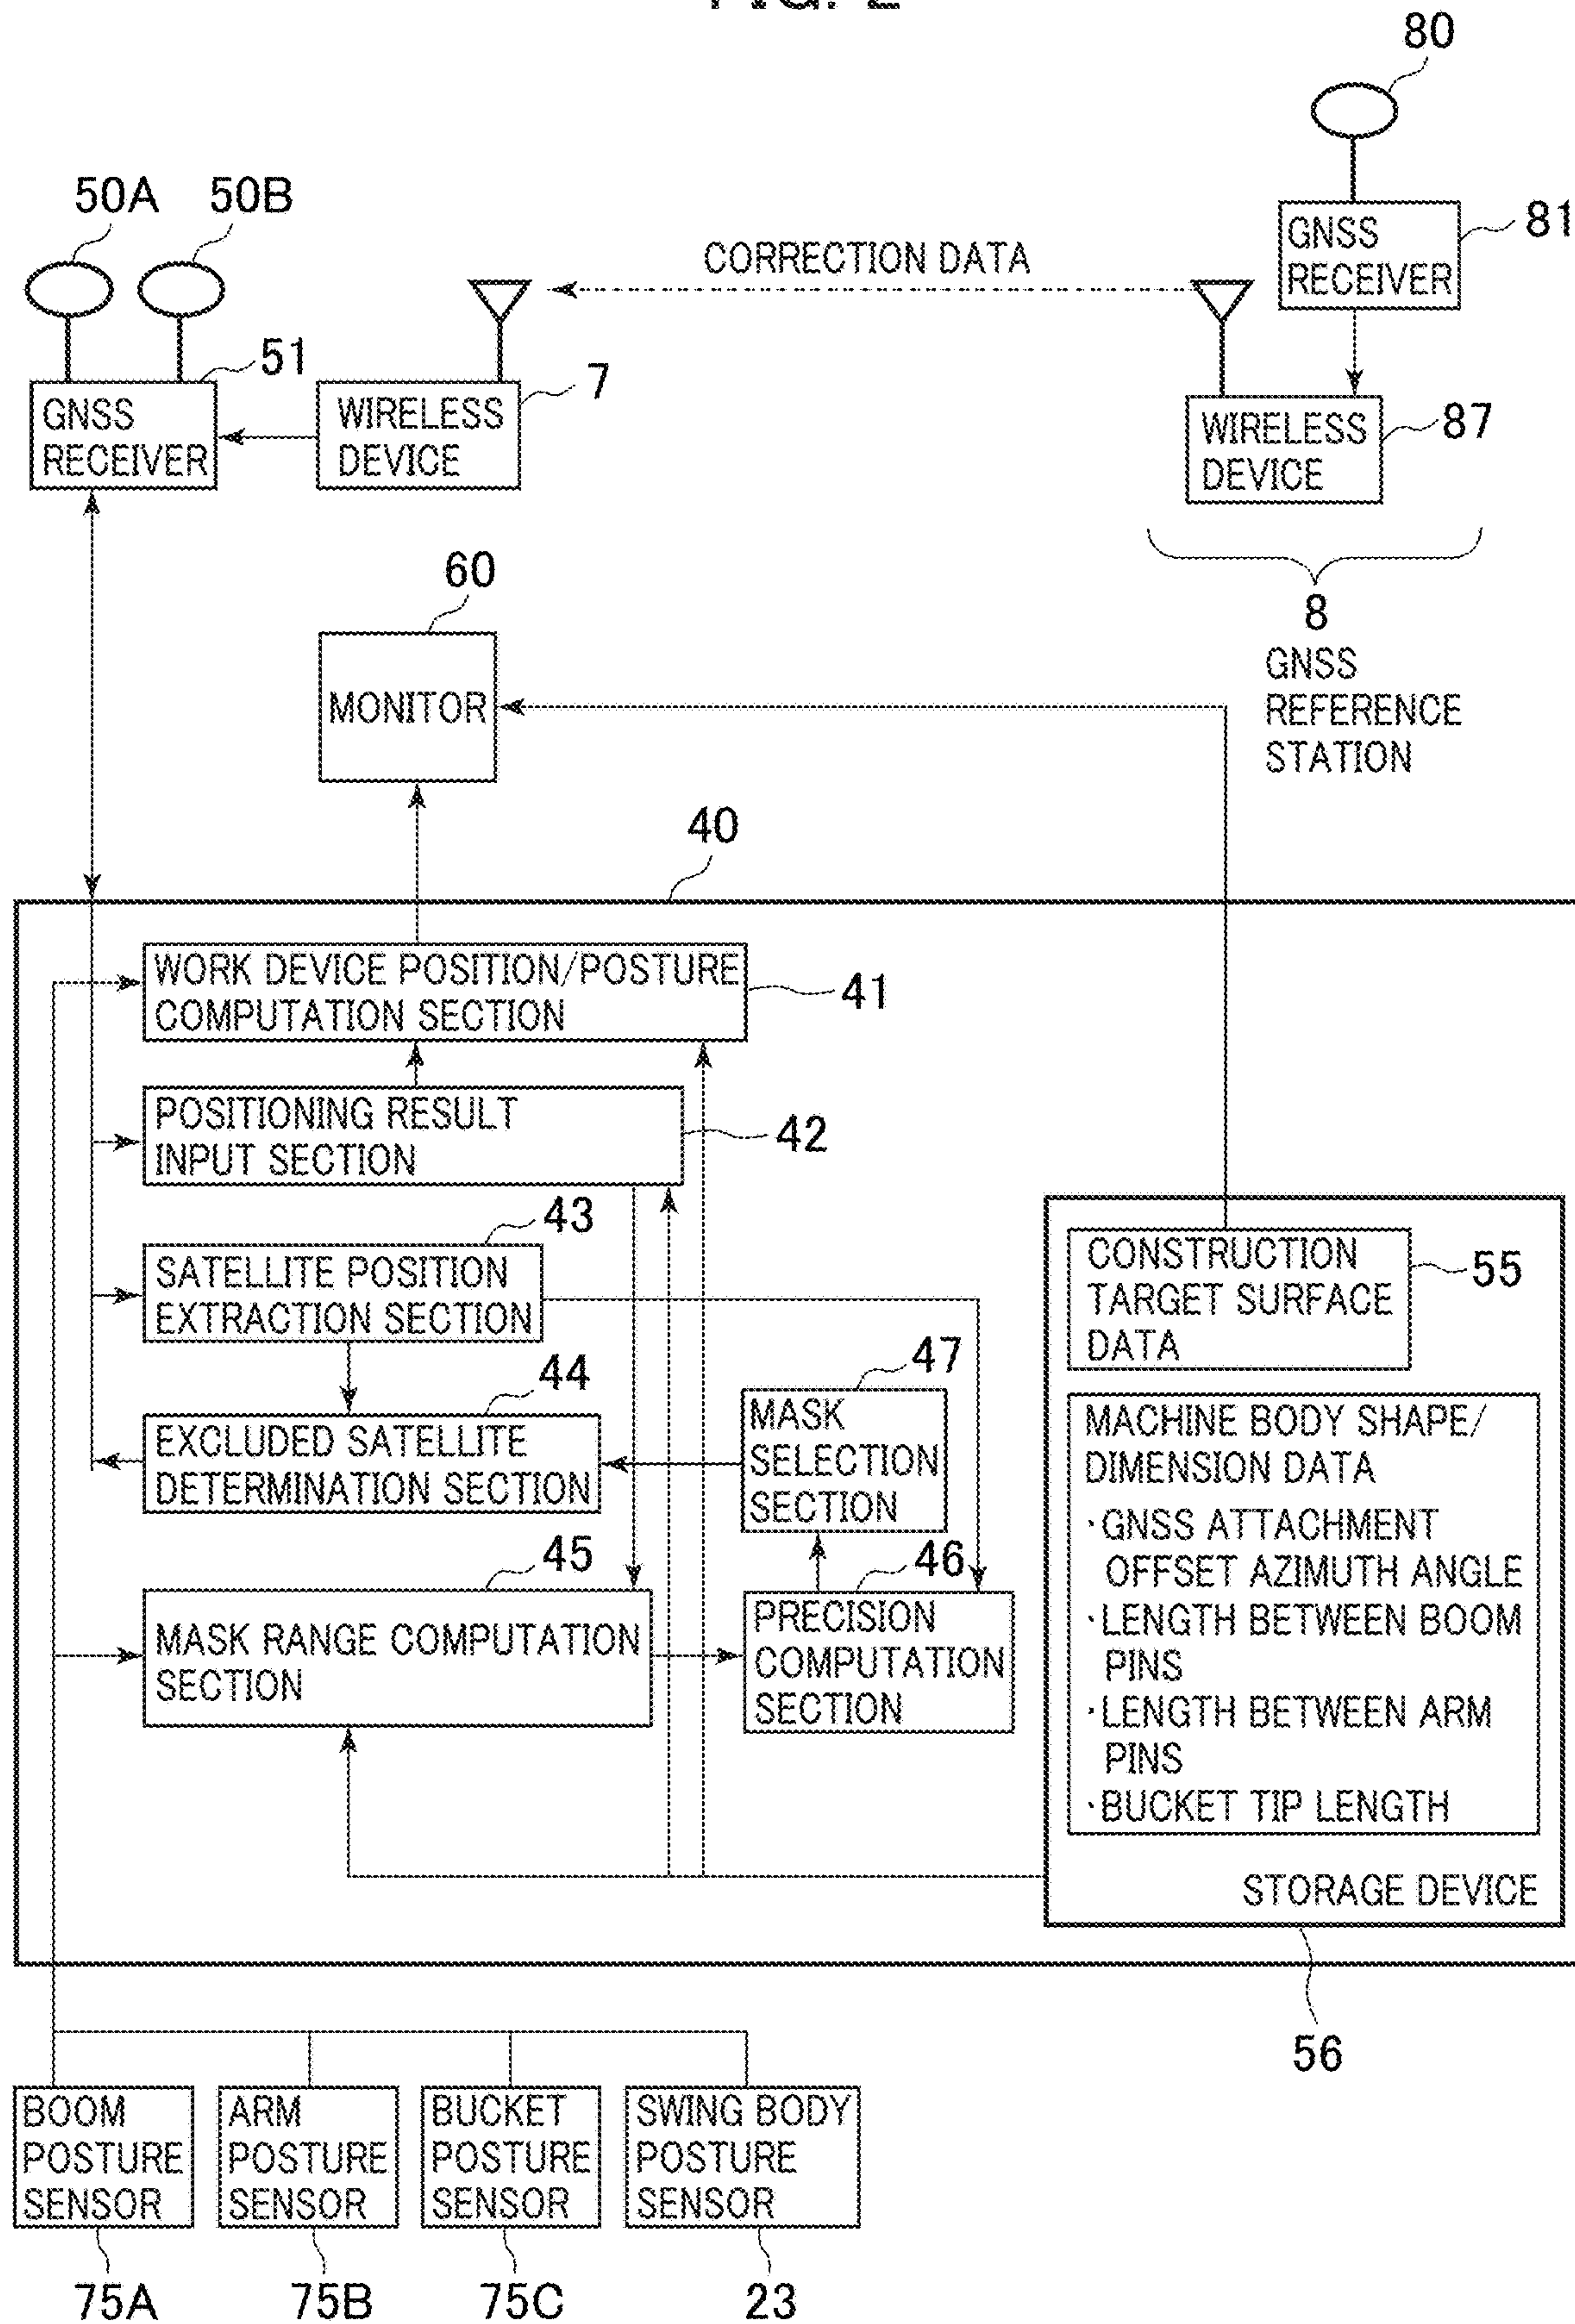 FIG. 2
80
50A
50B
GNSS
RECEIVER
81
CORRECTION DATA
51
7
GNSS
RECEIVER
WIRELESS
DEVICE
WIRELESS
DEVICE
87
60
8
GNSS
REFERENCE
STATION
MONITOR
40
WORK DEVICE POSITION/POSTURE
COMPUTATION SECTION
41
POSITIONING RESULT
INPUT SECTION
42
43
SATELLITE POSITION
EXTRACTION SECTION
CONSTRUCTION
TARGET SURFACE
DATA
55
44
47
EXCLUDED SATELLITE
DETERMINATION SECTION
MASK
SELECTION
SECTION
MACHINE BODY SHAPE/
DIMENSION DATA
·GNSS ATTACHMENT
OFFSET AZIMUTH ANGLE
·LENGTH BETWEEN BOOM
PINS
·LENGTH BETWEEN ARM
PINS
·BUCKET TIP LENGTH
45
46
MASK RANGE COMPUTATION
SECTION
PRECISION
COMPUTATION
SECTION
STORAGE DEVICE
56
BOOM
POSTURE
SENSOR
ARM
POSTURE
SENSOR
BUCKET
POSTURE
SENSOR
SWING BODY
POSTURE
SENSOR
75A
75B
75C
23